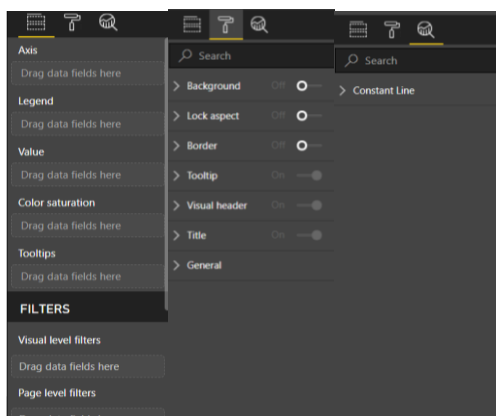 Axis
Drag data fields here
Legend
Drag data fields here
Value
Drag data fields here
Color saturation
Drag data fields here
Tooltips
Drag data fields here
FILTERS
Visual level filters
Drag data fields here
Page level filters
Search
Background Off
Lock aspect Off
Border Off
Tooltip On
Visual header On
Title On
General
Search
Constant Line